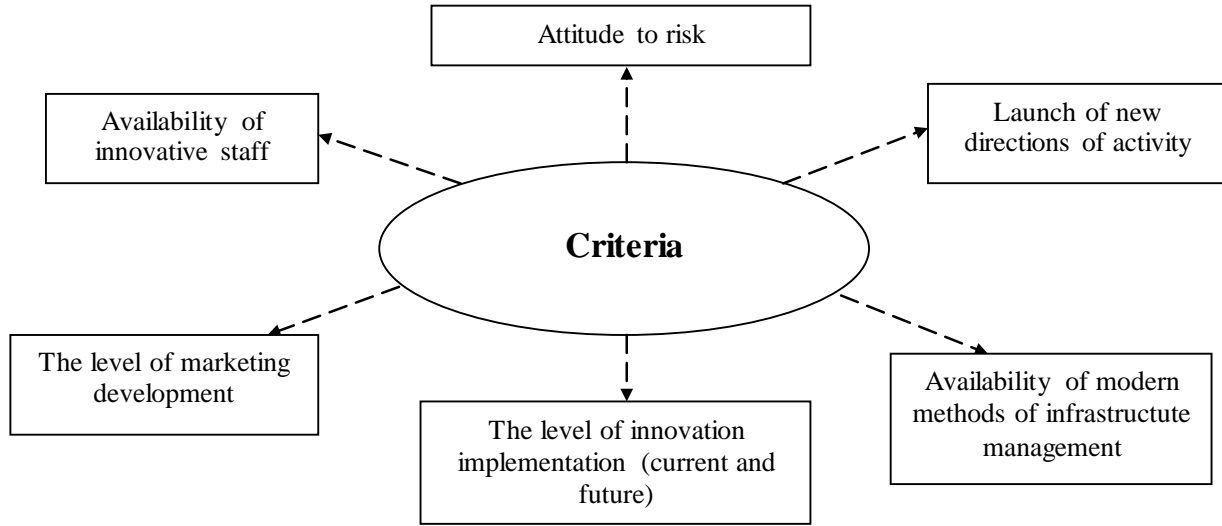 Attitude to risk
Availability of
innovative staff
Launch of new
directions of activity
Criteria
The level of marketing
development
The level of innovation
implementation (current and
future)
Availability of modern
methods of infrastructute
management